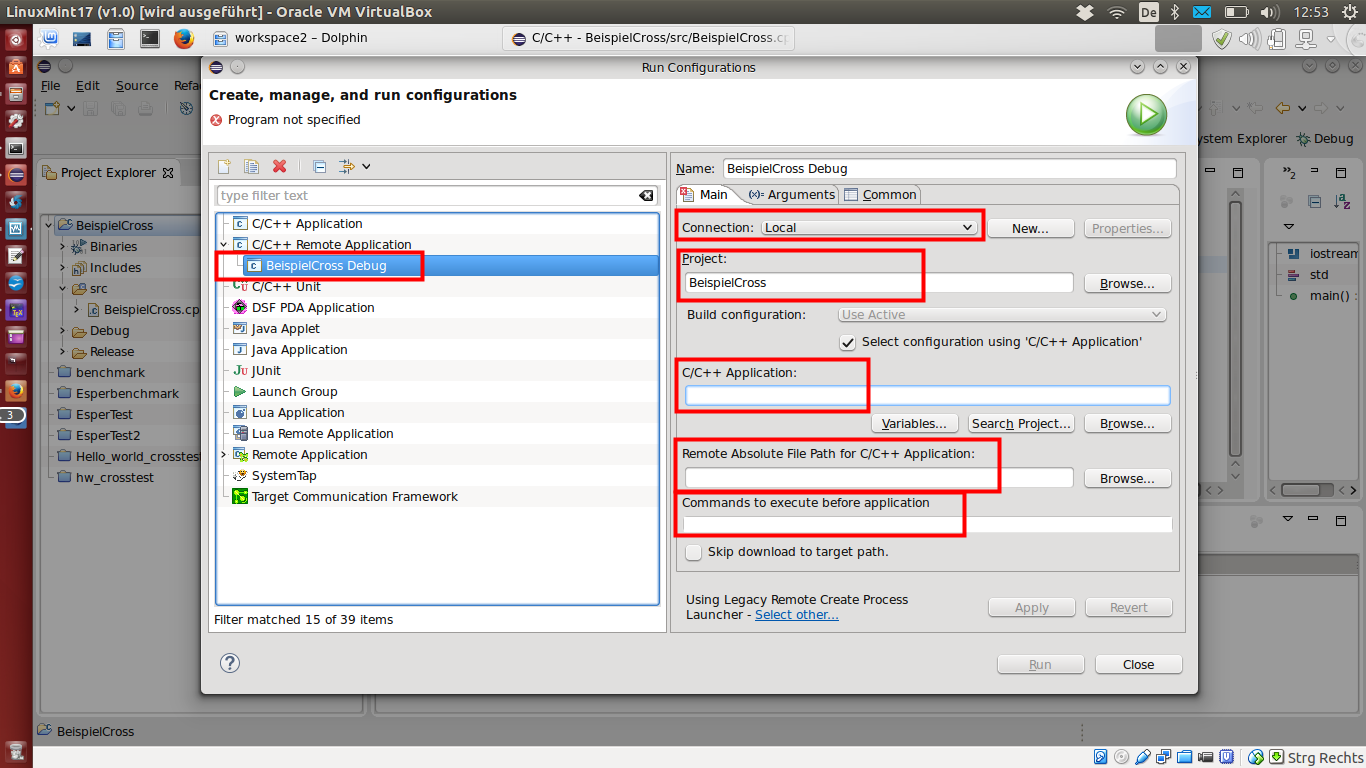 LinuxMint17 (v1.0) [wird ausgeführt] - Oracle VM VirtualBox
De
12:53
workspace2 – Dolphin
C/C++ - BeispielCross/src/BeispielCross.cp
Run Configurations
File Edit Source Refa
Create, manage, and run configurations
Program not specified
ystem Explorer
Debug
Project Explorer
Name: BeispielCross Debug
type filter text
Main
Arguments
Common
BeispielCross
Binaries
Includes
src
BeispielCross.cp
Debug
Release
benchmark
Esperbenchmark
EsperTest
EsperTest2
Hello_world_crosstest
hw_crosstest
3
C/C++ Application
C/C++ Remote Application
BeispielCross Debug
C/C++ Unit
DSF PDA Application
Java Applet
Java Application
JUnit
Launch Group
Lua Application
Lua Remote Application
Remote Application
SystemTap
Target Communication Framework
Filter matched 15 of 39 items
Connection: Local
New...
Properties...
Project:
BeispielCross
Browse...
Build configuration:
Use Active
Select configuration using 'C/C++ Application'
C/C++ Application:
Variables...
Search Project...
Browse...
Remote Absolute File Path for C/C++ Application:
Browse...
Commands to execute before application
Skip download to target path.
Using Legacy Remote Create Process
Launcher - Select other...
Apply
Revert
Run
Close
2
iostream
std
main() :
BeispielCross
Strg Rechts